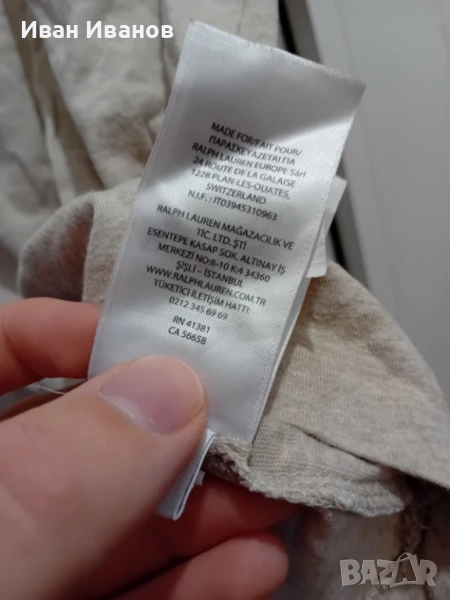 Иван Иванов
MADE FOR/FAIT POUR/
ΠΑΡΑΣΚΕΥΑΖΕΤΑΙ ΓΙΑ
RALPH LAUREN EUROPE Sàrl
24 ROUTE DE LA GALAISE
1228 PLAN-LES-OUATES,
SWITZERLAND
N.I.F. : IT03945310963
RALPH LAUREN MAĞAZACILIK VE
TİC. LTD, ŞTİ
ESENTEPE KASAP SOK. ALTINAY İŞ
MERKEZI NO:8-10 K:4 34360
ŞİŞLİ – İSTANBUL
WWW.RALPHLAUREN.COM.TR
TÜKETİCİ İLETİŞİM HATTI:
0212 345 69 69
RN 41381
CA 56658
BAZAR